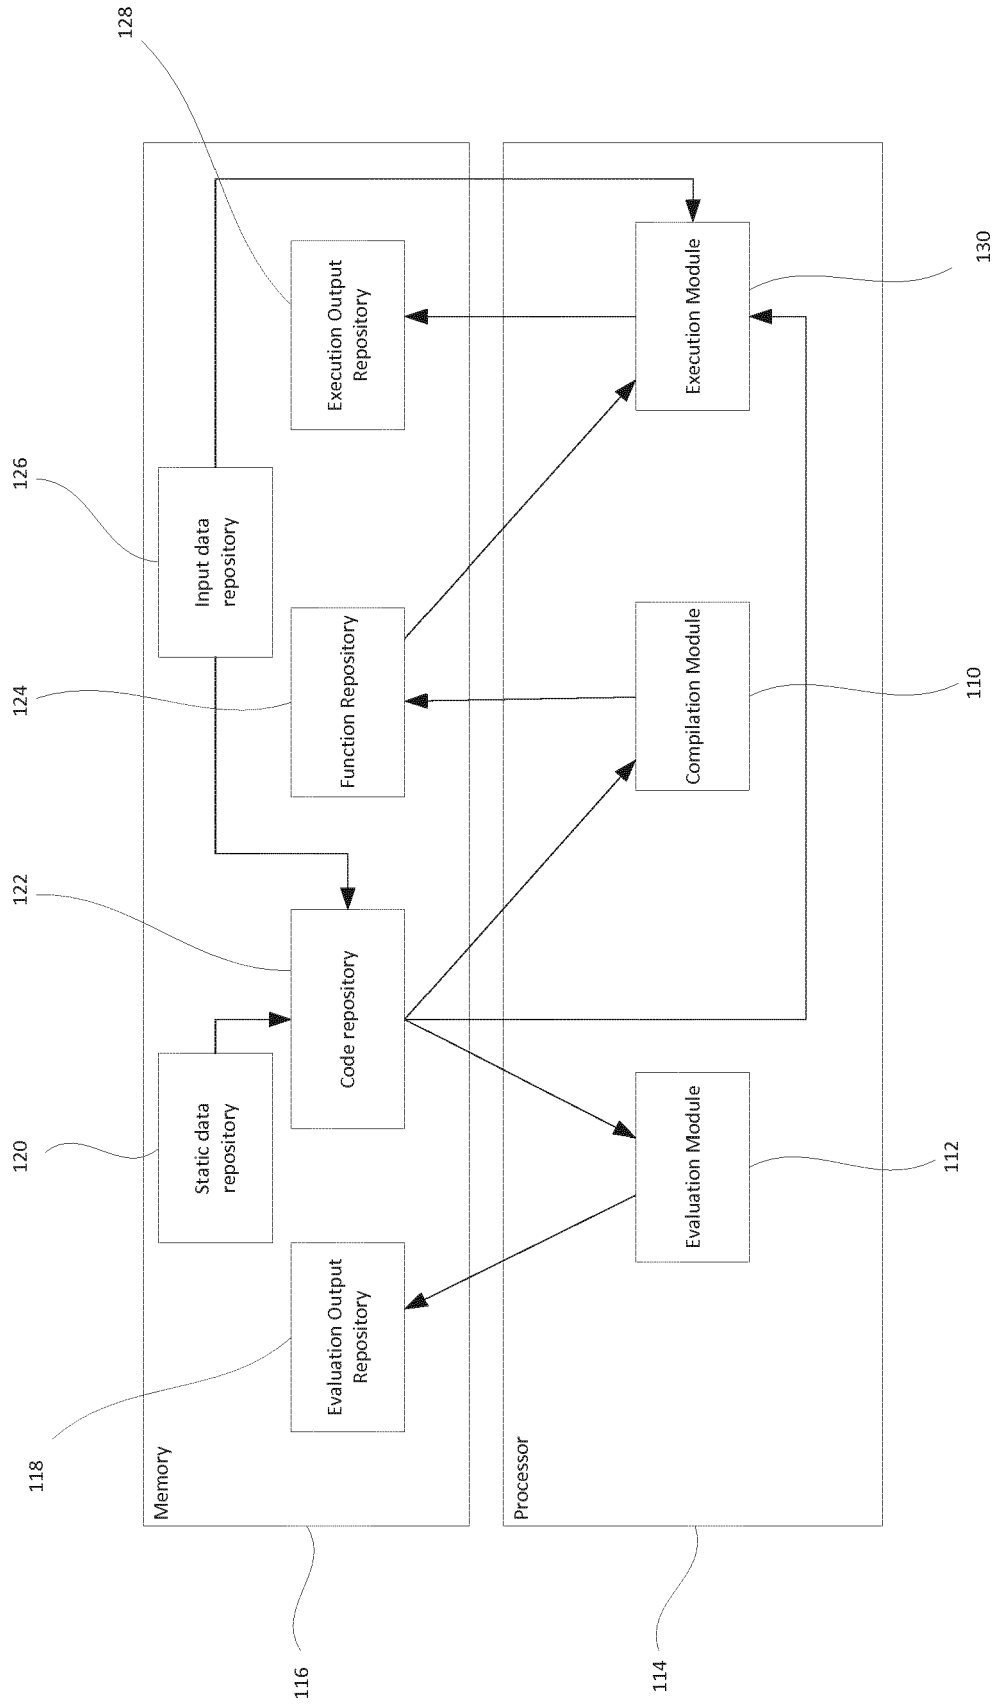 Memory
Evaluation Output
Repository
Static data
repository
Code repository
Function Repository
Input data
repository
Execution Output
Repository
Processor
Evaluation Module
Compilation Module
Execution Module
116
118
120
122
124
126
128
114
112
110
130